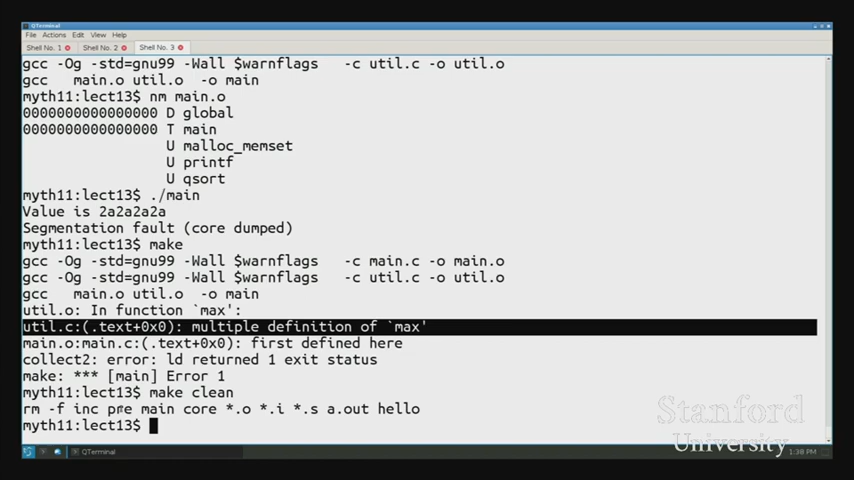 QTerminal
File Actions Edit View Help
Shell No. 1 Shell No. 2 Shell No. 3
gcc -Og -std=gnu99 -Wall $warnflags -c util.c -o util.o
gcc main.o util.o -o main
myth11:lect13$ nm main.o
0000000000000000 D global
0000000000000000 T main
U malloc_memset
U printf
U qsort
myth11:lect13$ ./main
Value is 2a2a2a2a
Segmentation fault (core dumped)
myth11:lect13$ make
gcc -Og -std=gnu99 -Wall $warnflags -c main.c -o main.o
gcc -Og -std=gnu99 -Wall $warnflags -c util.c -o util.o
gcc main.o util.o -o main
util.o: In function `max':
util.c:(.text+0x0): multiple definition of `max'
main.o:main.c:(.text+0x0): first defined here
collect2: error: ld returned 1 exit status
make: *** [main] Error 1
myth11:lect13$ make clean
rm -f inc pre main core *.o *.i *.s a.out hello
myth11:lect13$
Stanford
University
QTerminal
1:38 PM